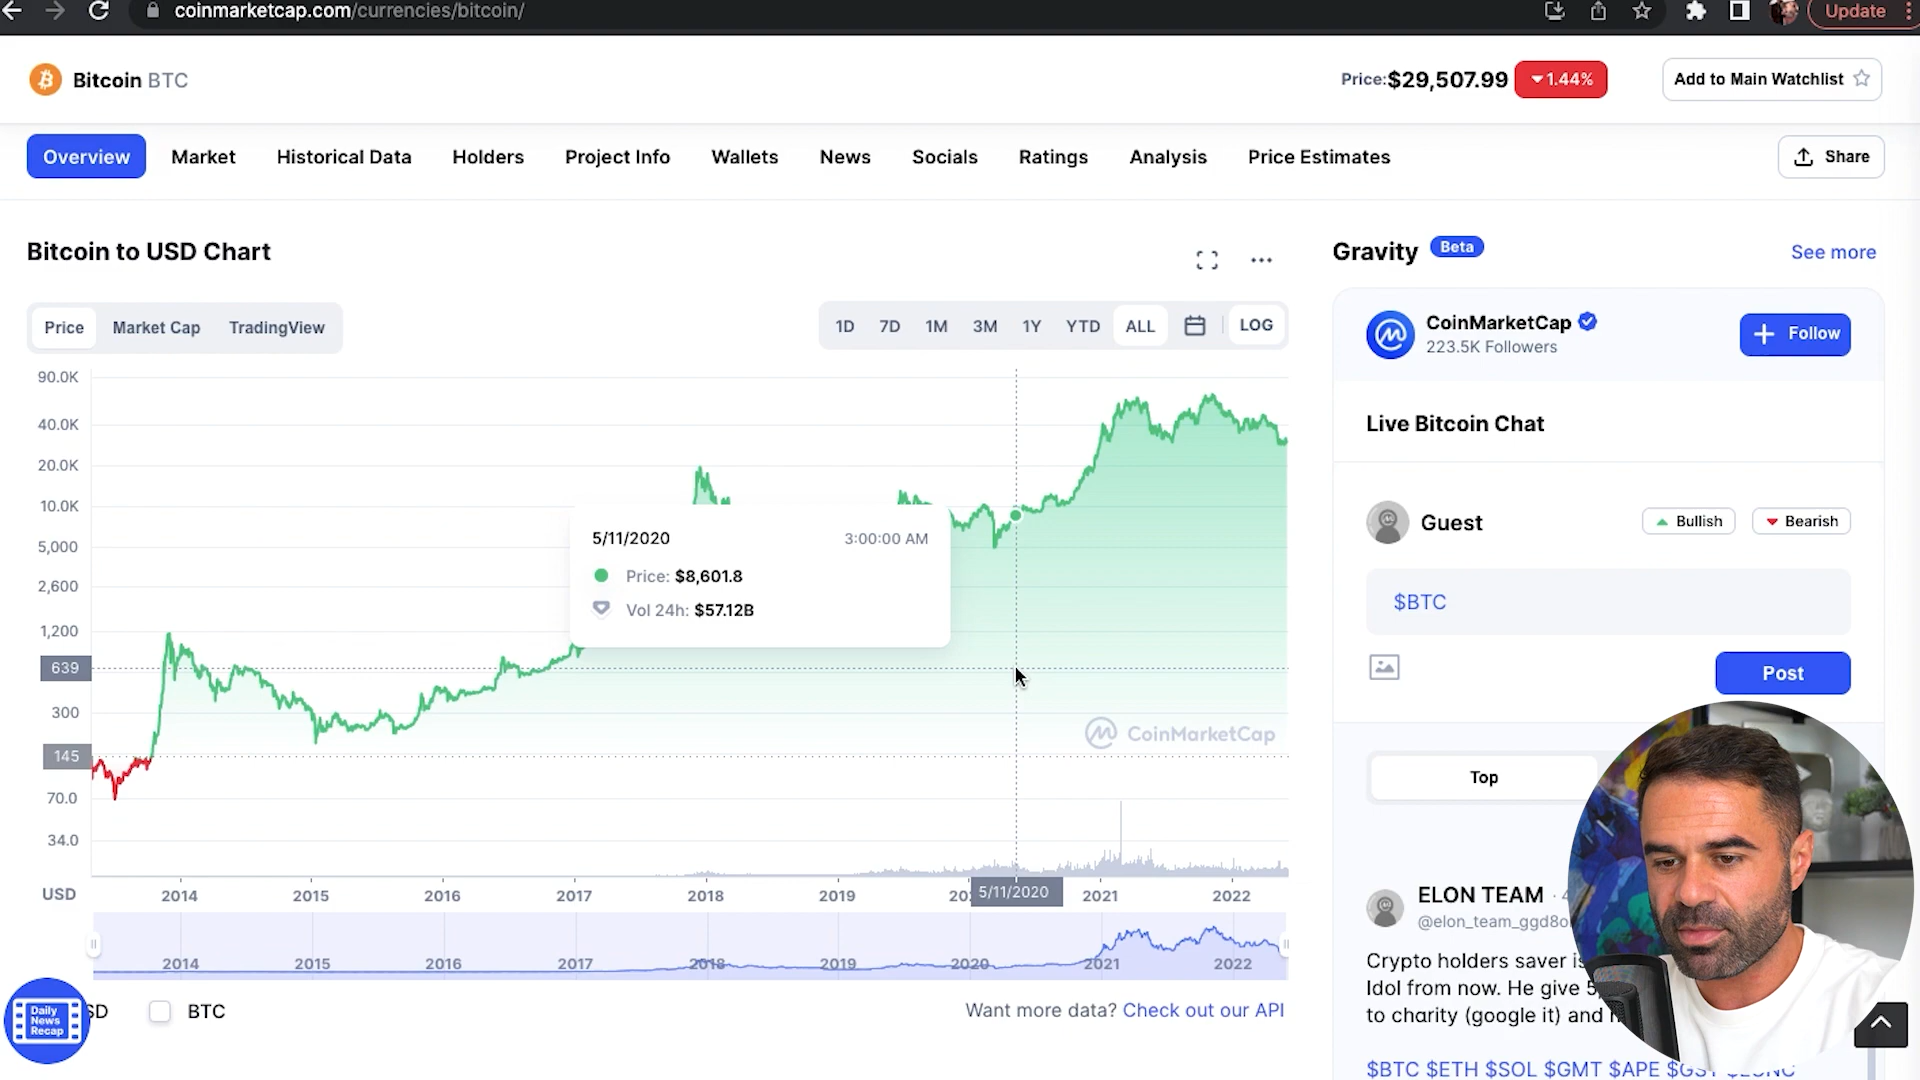 coinmarketcap.com/currencies/bitcoin/
Update
Bitcoin BTC
Price:$29,507.99 1.44%
Add to Main Watchlist
Overview Market Historical Data Holders Project Info Wallets News Socials Ratings Analysis Price Estimates
Share
Bitcoin to USD Chart
Price Market Cap TradingView
1D 7D 1M 3M 1Y YTD ALL LOG
90.0K
40.0K
20.0K
10.0K
5,000
2,600
1,200
639
300
145
70.0
34.0
5/11/2020 3:00:00 AM
Price: $8,601.8
Vol 24h: $57.12B
CoinMarketCap
USD 2014 2015 2016 2017 2018 2019 5/11/2020 2021 2022
2014 2015 2016 2017 2018 2019 2020 2021 2022
Daily
News
Recap
SD
BTC
Want more data? Check out our API
Gravity Beta
See more
CoinMarketCap
223.5K Followers
Follow
Live Bitcoin Chat
Guest
Bullish
Bearish
$BTC
Post
Top
ELON TEAM
@elon_team_ggd8o
Crypto holders saver is
Idol from now. He give 5
to charity (google it) and
$BTC $ETH $SOL $GMT $APE